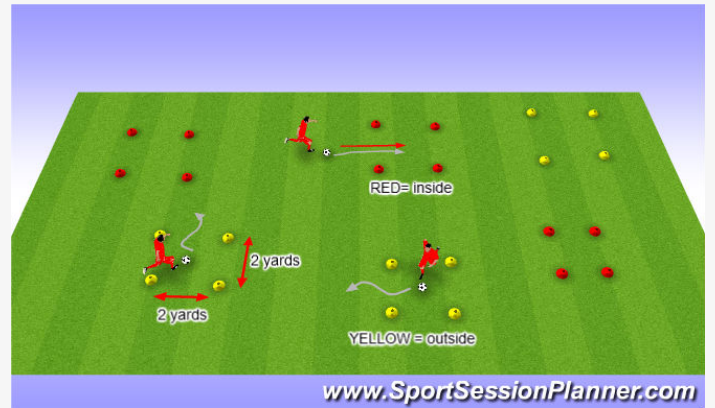 RED= inside
2 yards
2 yards
YELLOW = outside
www.SportSessionPlanner.com